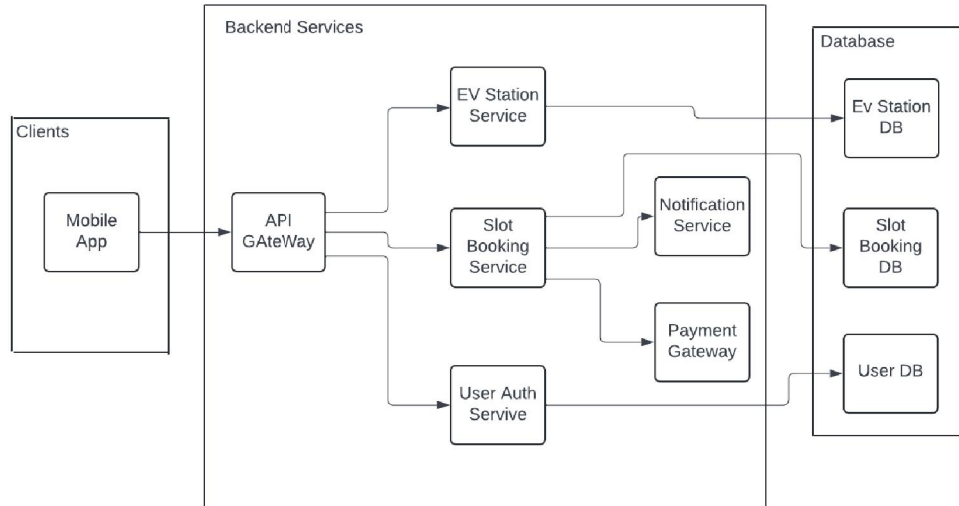 Backend Services
Database
Clients
EV Station
Service
Ev Station
DB
Mobile
App
API
GAteWay
Slot
Booking
Service
Notification
Service
Slot
Booking
DB
Payment
Gateway
User Auth
Servive
User DB